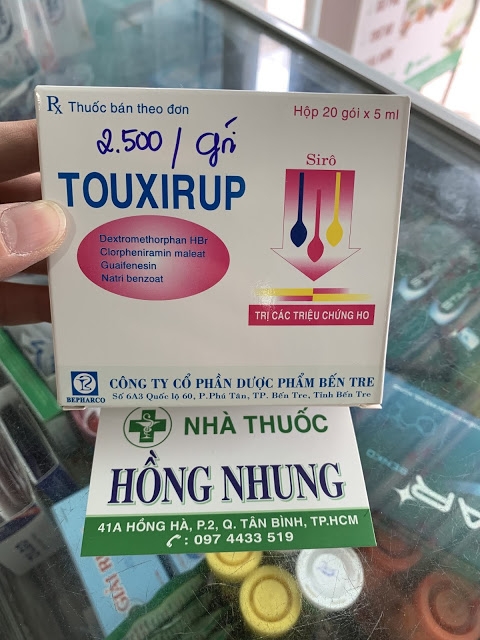 Rx Thuốc bán theo đơn
Hộp 20 gói x 5 ml
2.500 / gói
TOUXIRUP
Sirô
Dextromethorphan HBr
Clorpheniramin maleat
Guaifenesin
Natri benzoat
TRỊ CÁC TRIỆU CHỨNG HO
BEPHARCO
CÔNG TY CỔ PHẦN DƯỢC PHẨM BẾN TRE
Số 6A3 Quốc lộ 60, P.Phú Tân, TP. Bến Tre, Tỉnh Bến Tre
NHÀ THUỐC
HỒNG NHUNG
41A HỒNG HÀ, P.2, Q. TÂN BÌNH, TP.HCM
: 097 4433 519
GIẢI R